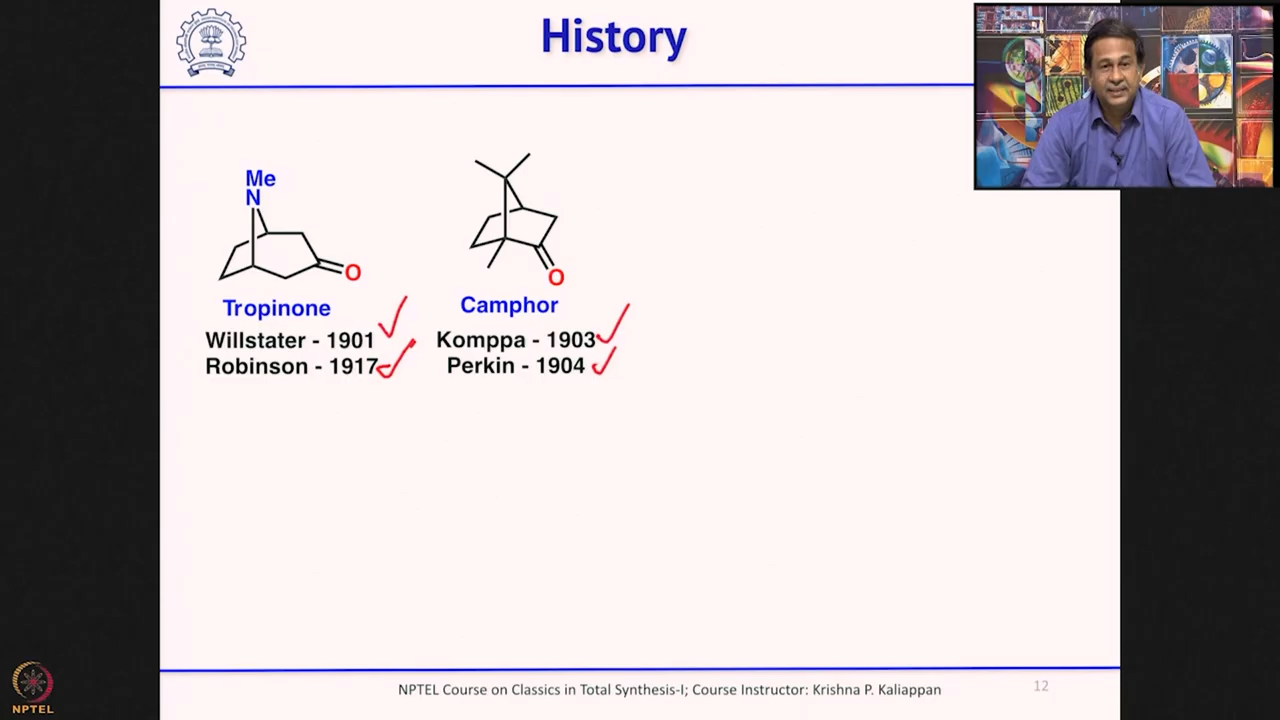 History
Me
N
O
Tropinone
Willstater - 1901
Robinson - 1917
O
Camphor
Komppa - 1903
Perkin - 1904
NPTEL Course on Classics in Total Synthesis-I; Course Instructor: Krishna P. Kaliappan
12
NPTEL